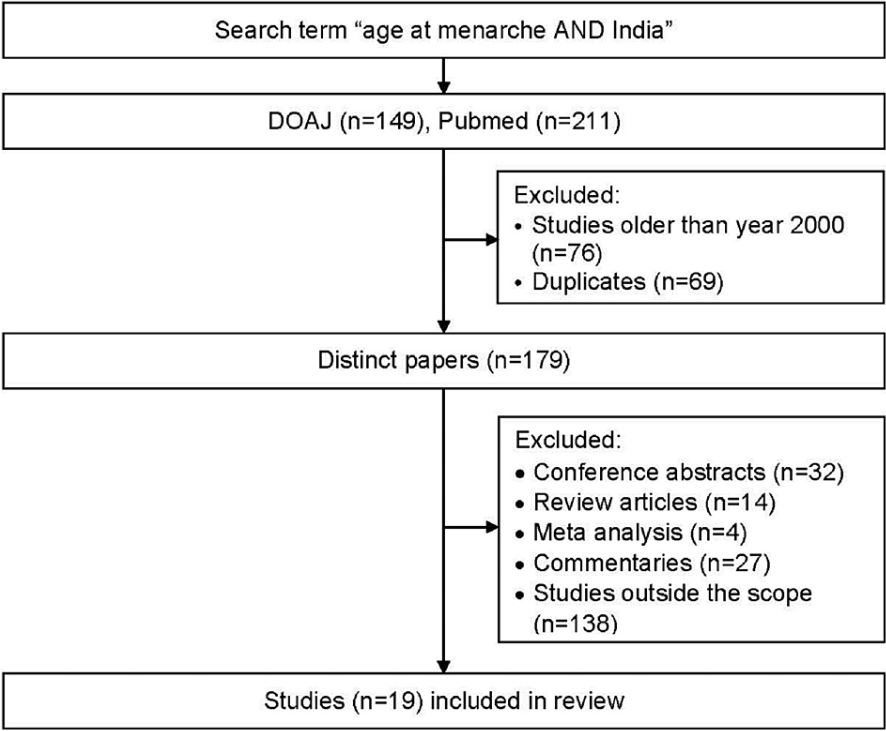 Search term “age at menarche AND India”
DOAJ (n=149), Pubmed (n=211)
Excluded:
• Studies older than year 2000
(n=76)
• Duplicates (n=69)
Distinct papers (n=179)
Excluded:
• Conference abstracts (n=32)
• Review articles (n=14)
• Meta analysis (n=4)
• Commentaries (n=27)
• Studies outside the scope
(n=138)
Studies (n=19) included in review